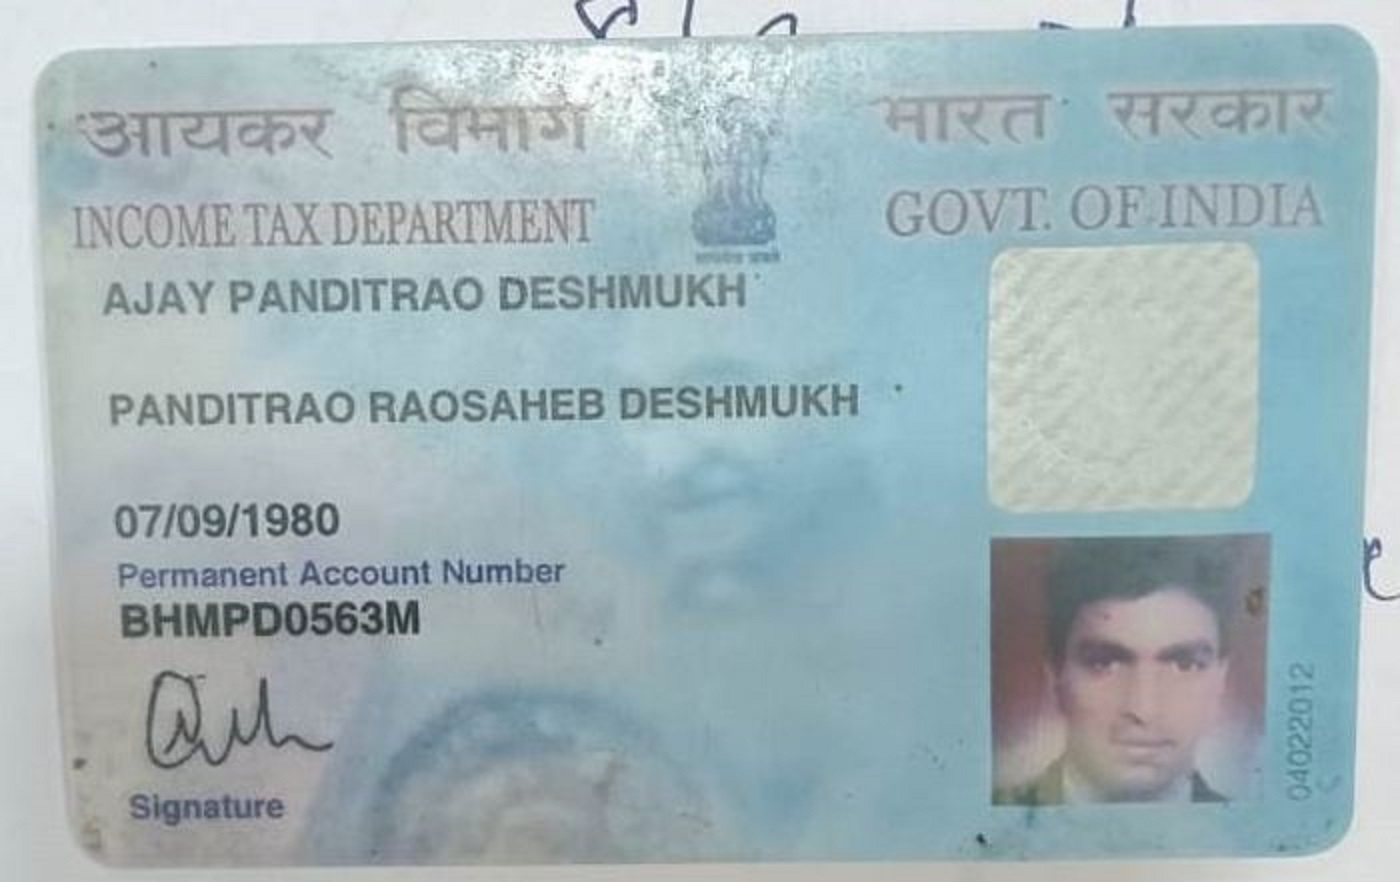 आयकर विभाग भारत सरकार
INCOME TAX DEPARTMENT GOVT. OF INDIA
AJAY PANDITRAO DESHMUKH
PANDITRAO RAOSAHEB DESHMUKH
07/09/1980
Permanent Account Number
BHMPD0563M
Signature
04022012